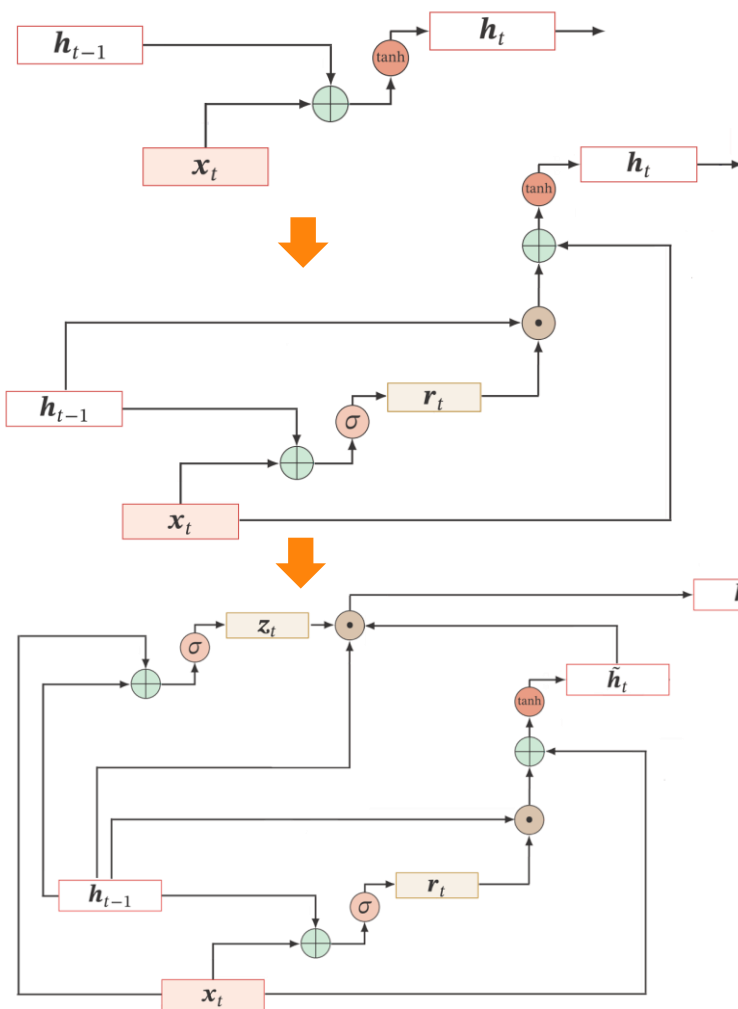 h_{t−1}
tanh
h_t
x_t
tanh
h_t
h_{t−1}
σ
r_t
x_t
z_t
σ
h̃_t
tanh
h_{t−1}
σ
r_t
x_t